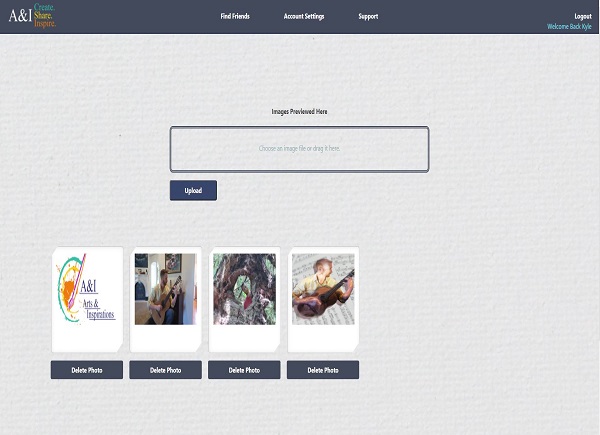 A&I Create.
Share.
Inspire.
Find Friends
Account Settings
Support
Logout
Welcome Back Kyle
Images Previewed Here
Choose an image file or drag it here.
Upload
A&I
Arts &
Inspirations
Delete Photo
Delete Photo
Delete Photo
Delete Photo